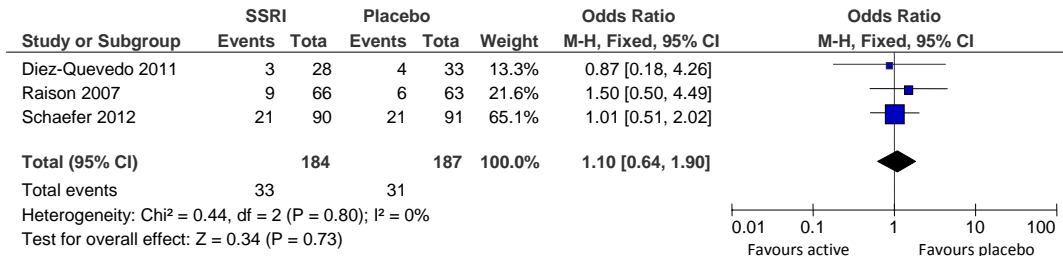 SSRI Placebo Odds Ratio Odds Ratio
Study or Subgroup Events Tota Events Tota Weight M-H, Fixed, 95% CI M-H, Fixed, 95% CI
Diez-Quevedo 2011 3 28 4 33 13.3% 0.87 [0.18, 4.26]
Raison 2007 9 66 6 63 21.6% 1.50 [0.50, 4.49]
Schaefer 2012 21 90 21 91 65.1% 1.01 [0.51, 2.02]
Total (95% CI) 184 187 100.0% 1.10 [0.64, 1.90]
Total events 33 31
Heterogeneity: Chi² = 0.44, df = 2 (P = 0.80); I² = 0%
Test for overall effect: Z = 0.34 (P = 0.73)
0.01 0.1 1 10 100
Favours active Favours placebo